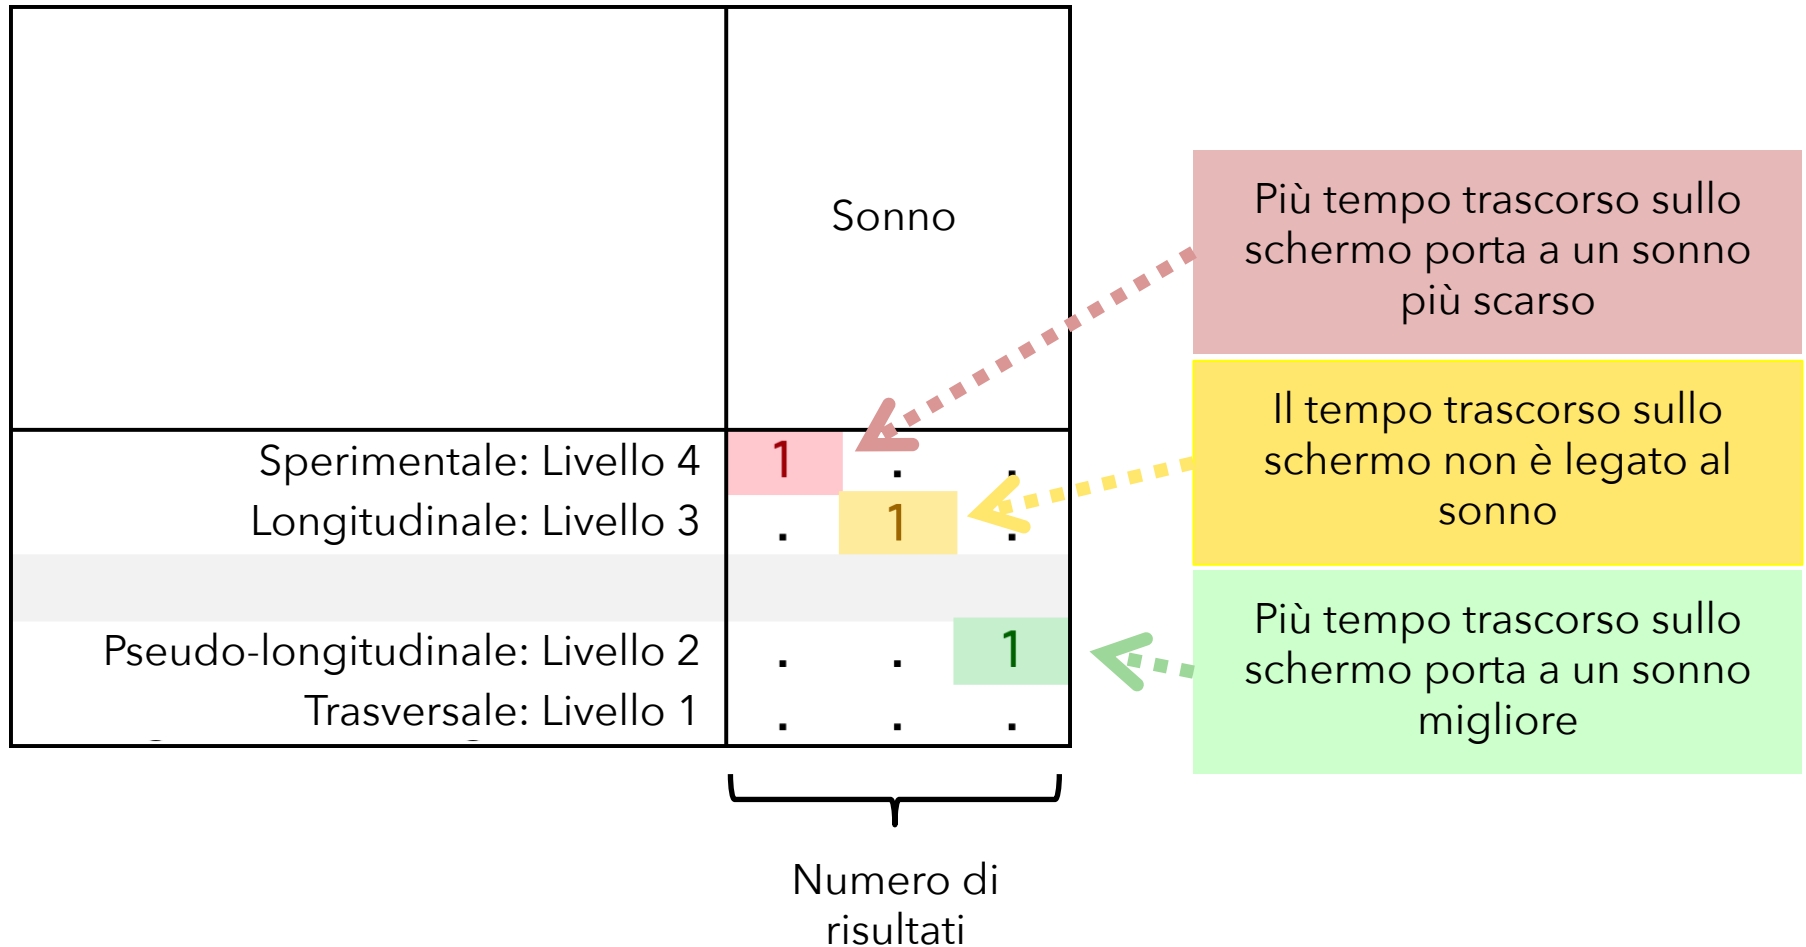 Sonno
Sperimentale: Livello 4 1 . .
Longitudinale: Livello 3 . 1 .
Pseudo-longitudinale: Livello 2 . . 1
Trasversale: Livello 1 . . .
Numero di
risultati
Più tempo trascorso sullo
schermo porta a un sonno
più scarso
Il tempo trascorso sullo
schermo non è legato al
sonno
Più tempo trascorso sullo
schermo porta a un sonno
migliore